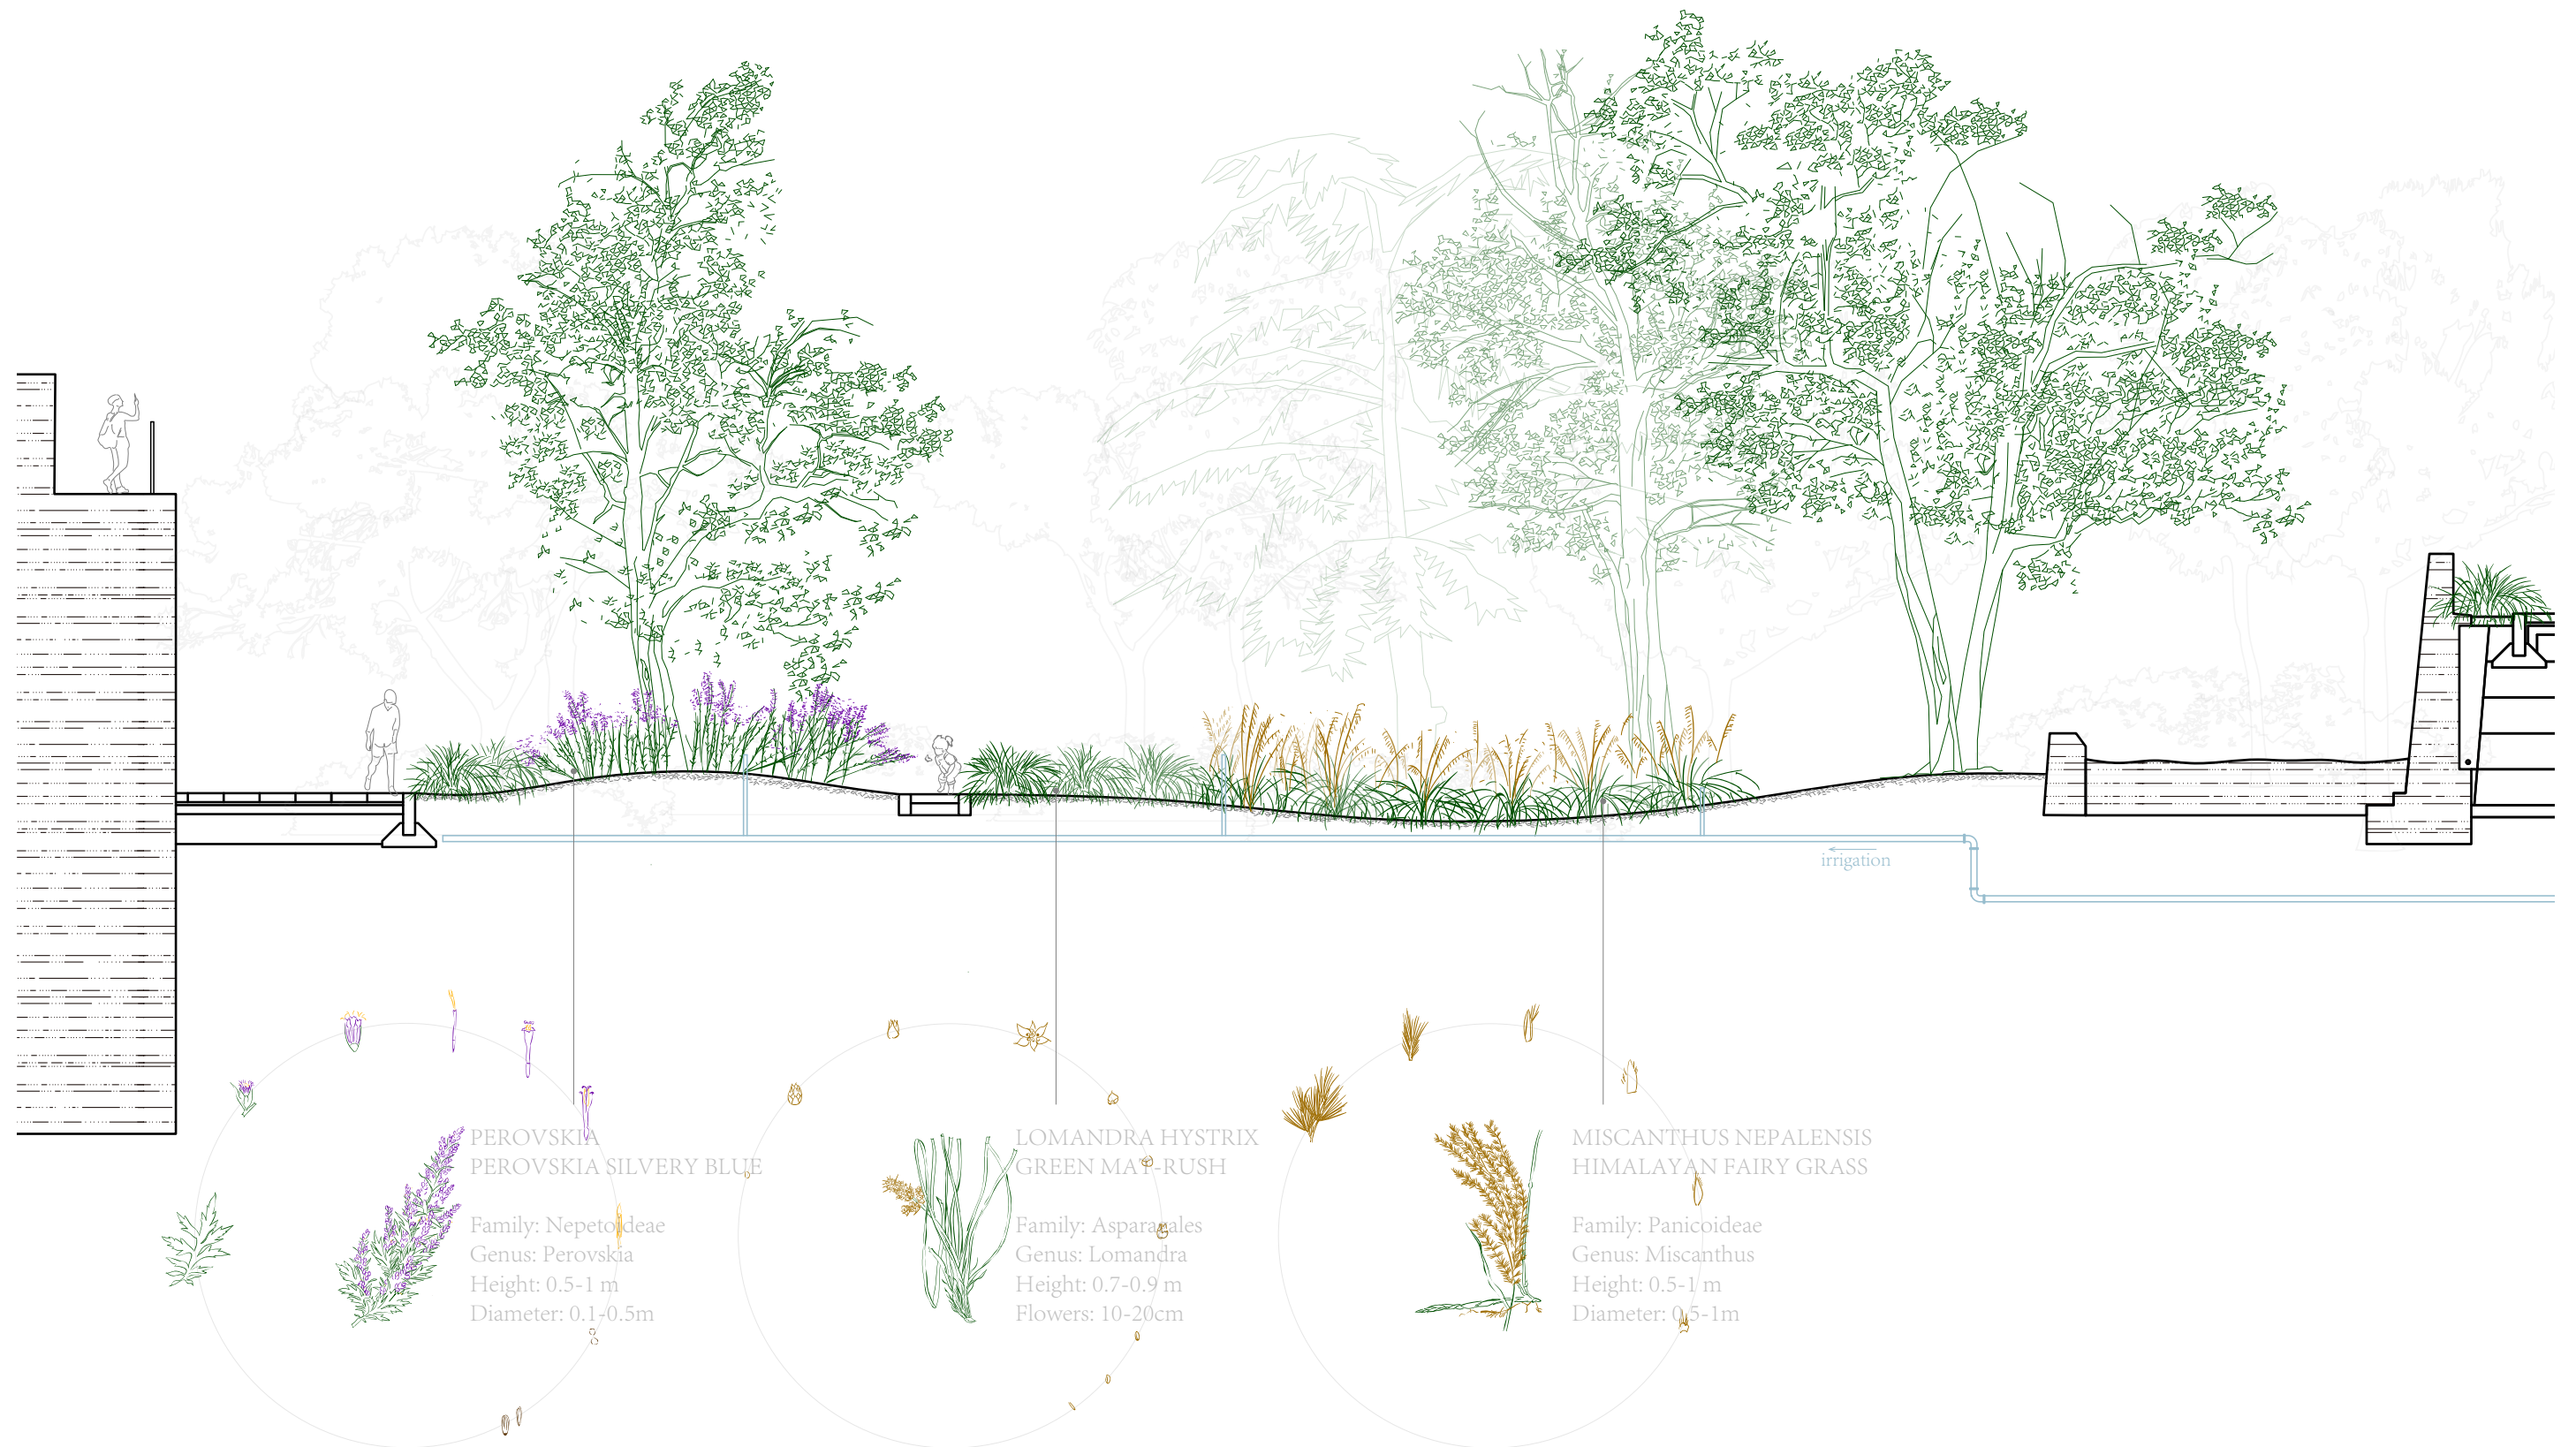 irrigation
PEROVSKIA
PEROVSKIA SILVERY BLUE
Family: Nepetoideae
Genus: Perovskia
Height: 0.5-1 m
Diameter: 0.1-0.5m
LOMANDRA HYSTRIX
GREEN MAT-RUSH
Family: Asparagales
Genus: Lomandra
Height: 0.7-0.9 m
Flowers: 10-20cm
MISCANTHUS NEPALENSIS
HIMALAYAN FAIRY GRASS
Family: Panicoideae
Genus: Miscanthus
Height: 0.5-1 m
Diameter: 0.5-1m